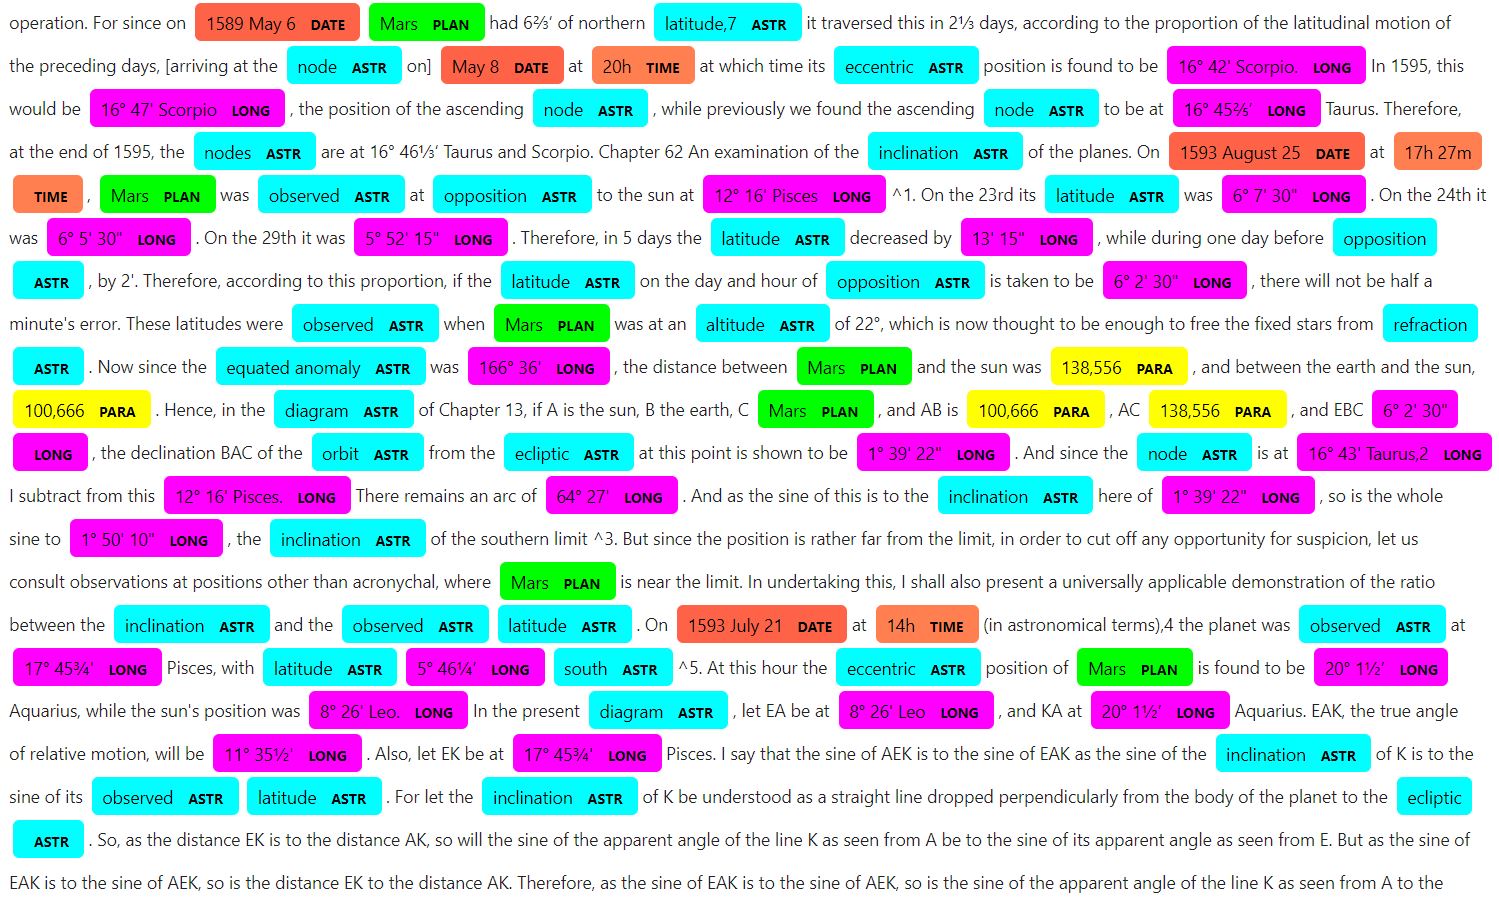 operation. For since on 1589 May 6 DATE Mars PLAN had 6⅔′ of northern latitude,7 ASTR it traversed this in 2⅓ days, according to the proportion of the latitudinal motion of
the preceding days, [arriving at the node ASTR on] May 8 DATE at 20h TIME at which time its eccentric ASTR position is found to be 16° 42′ Scorpio. LONG In 1595, this
would be 16° 47′ Scorpio LONG , the position of the ascending node ASTR , while previously we found the ascending node ASTR to be at 16° 45⅖′ LONG Taurus. Therefore,
at the end of 1595, the nodes ASTR are at 16° 46⅓′ Taurus and Scorpio. Chapter 62 An examination of the inclination ASTR of the planes. On 1593 August 25 DATE at 17h 27m
TIME , Mars PLAN was observed ASTR at opposition ASTR to the sun at 12° 16′ Pisces LONG ^1. On the 23rd its latitude ASTR was 6° 7′ 30" LONG . On the 24th it
was 6° 5′ 30" LONG . On the 29th it was 5° 52′ 15" LONG . Therefore, in 5 days the latitude ASTR decreased by 13′ 15" LONG , while during one day before opposition
ASTR , by 2'. Therefore, according to this proportion, if the latitude ASTR on the day and hour of opposition ASTR is taken to be 6° 2′ 30" LONG , there will not be half a
minute's error. These latitudes were observed ASTR when Mars PLAN was at an altitude ASTR of 22°, which is now thought to be enough to free the fixed stars from refraction
ASTR . Now since the equated anomaly ASTR was 166° 36′ LONG , the distance between Mars PLAN and the sun was 138,556 PARA , and between the earth and the sun,
100,666 PARA . Hence, in the diagram ASTR of Chapter 13, if A is the sun, B the earth, C Mars PLAN , and AB is 100,666 PARA , AC 138,556 PARA , and EBC 6° 2′ 30"
LONG , the declination BAC of the orbit ASTR from the ecliptic ASTR at this point is shown to be 1° 39′ 22" LONG . And since the node ASTR is at 16° 43′ Taurus,2 LONG
I subtract from this 12° 16′ Pisces. LONG There remains an arc of 64° 27′ LONG . And as the sine of this is to the inclination ASTR here of 1° 39′ 22" LONG , so is the whole
sine to 1° 50′ 10" LONG , the inclination ASTR of the southern limit ^3. But since the position is rather far from the limit, in order to cut off any opportunity for suspicion, let us
consult observations at positions other than acronychal, where Mars PLAN is near the limit. In undertaking this, I shall also present a universally applicable demonstration of the ratio
between the inclination ASTR and the observed ASTR latitude ASTR . On 1593 July 21 DATE at 14h TIME (in astronomical terms),4 the planet was observed ASTR at
17° 45¾′ LONG Pisces, with latitude ASTR 5° 46¼′ LONG south ASTR ^5. At this hour the eccentric ASTR position of Mars PLAN is found to be 20° 1½′ LONG
Aquarius, while the sun's position was 8° 26′ Leo. LONG In the present diagram ASTR , let EA be at 8° 26′ Leo LONG , and KA at 20° 1½′ LONG Aquarius. EAK, the true angle
of relative motion, will be 11° 35½′ LONG . Also, let EK be at 17° 45¾′ LONG Pisces. I say that the sine of AEK is to the sine of EAK as the sine of the inclination ASTR of K is to the
sine of its observed ASTR latitude ASTR . For let the inclination ASTR of K be understood as a straight line dropped perpendicularly from the body of the planet to the ecliptic
ASTR . So, as the distance EK is to the distance AK, so will the sine of the apparent angle of the line K as seen from A be to the sine of its apparent angle as seen from E. But as the sine of
EAK is to the sine of AEK, so is the distance EK to the distance AK. Therefore, as the sine of EAK is to the sine of AEK, so is the sine of the apparent angle of the line K as seen from A to the